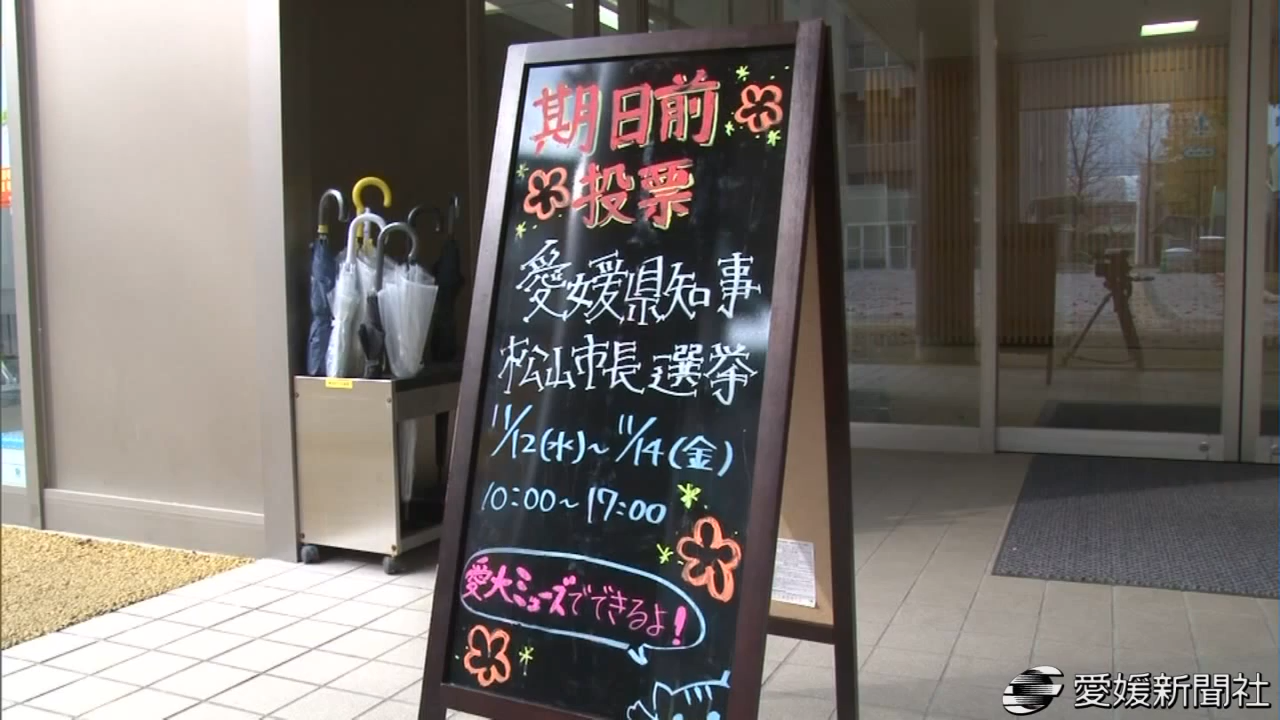 期日前
投票
愛媛県知事
松山市長選挙
11/12(水)~11/14(金)
10:00~17:00
愛大ミューズでできるよ!
愛媛新聞社